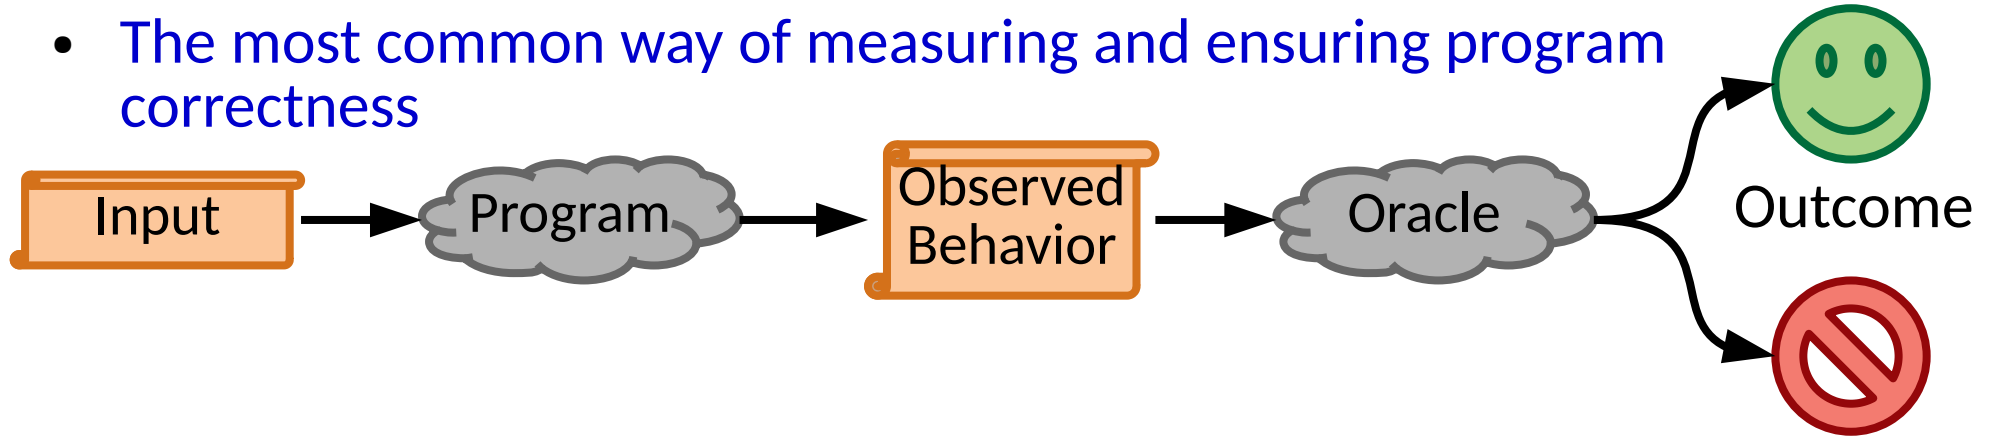 • The most common way of measuring and ensuring program
correctness
Input
Program
Observed
Behavior
Oracle
Outcome